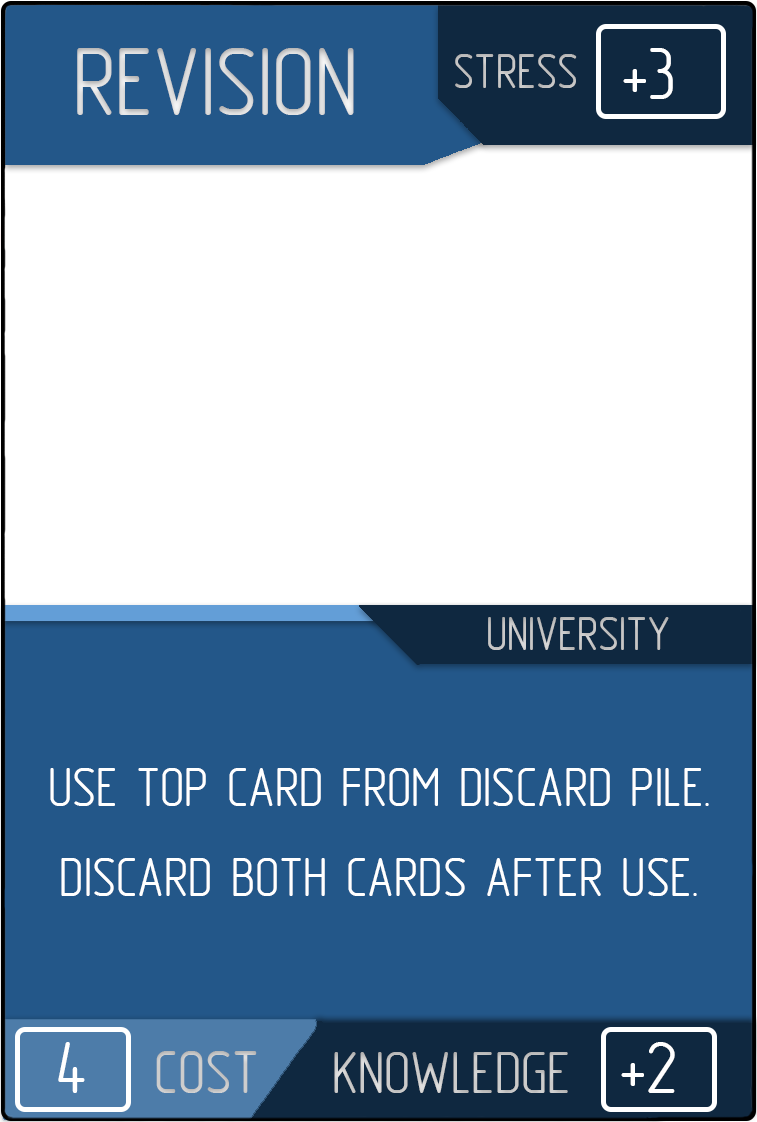 REVISION
STRESS +3
UNIVERSITY
USE TOP CARD FROM DISCARD PILE.
DISCARD BOTH CARDS AFTER USE.
4 COST KNOWLEDGE +2